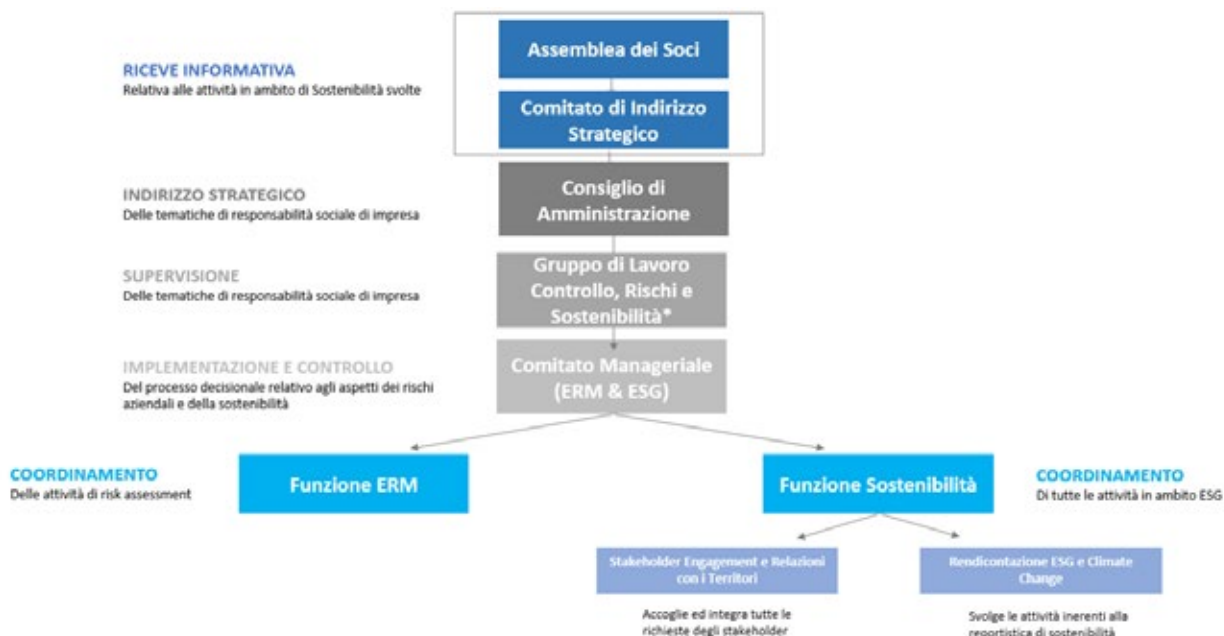 Assemblea dei Soci
RICEVE INFORMATIVA
Relativa alle attività in ambito di Sostenibilità svolte
Comitato di Indirizzo
Strategico
INDIRIZZO STRATEGICO
Delle tematiche di responsabilità sociale di impresa
Consiglio di
Amministrazione
SUPERVISIONE
Delle tematiche di responsabilità sociale di impresa
Gruppo di Lavoro
Controllo, Rischi e
Sostenibilità*
IMPLEMENTAZIONE E CONTROLLO
Del processo decisionale relativo agli aspetti dei rischi
aziendali e della sostenibilità
Comitato Manageriale
(ERM & ESG)
COORDINAMENTO
Delle attività di risk assessment
Funzione ERM
Funzione Sostenibilità
COORDINAMENTO
Di tutte le attività in ambito ESG
Stakeholder Engagement e Relazioni
con i Territori
Rendicontazione ESG e Climate
Change
Accoglie ed integra tutte le
richieste degli stakeholder
Svolge le attività inerenti alla
reportistica di sostenibilità